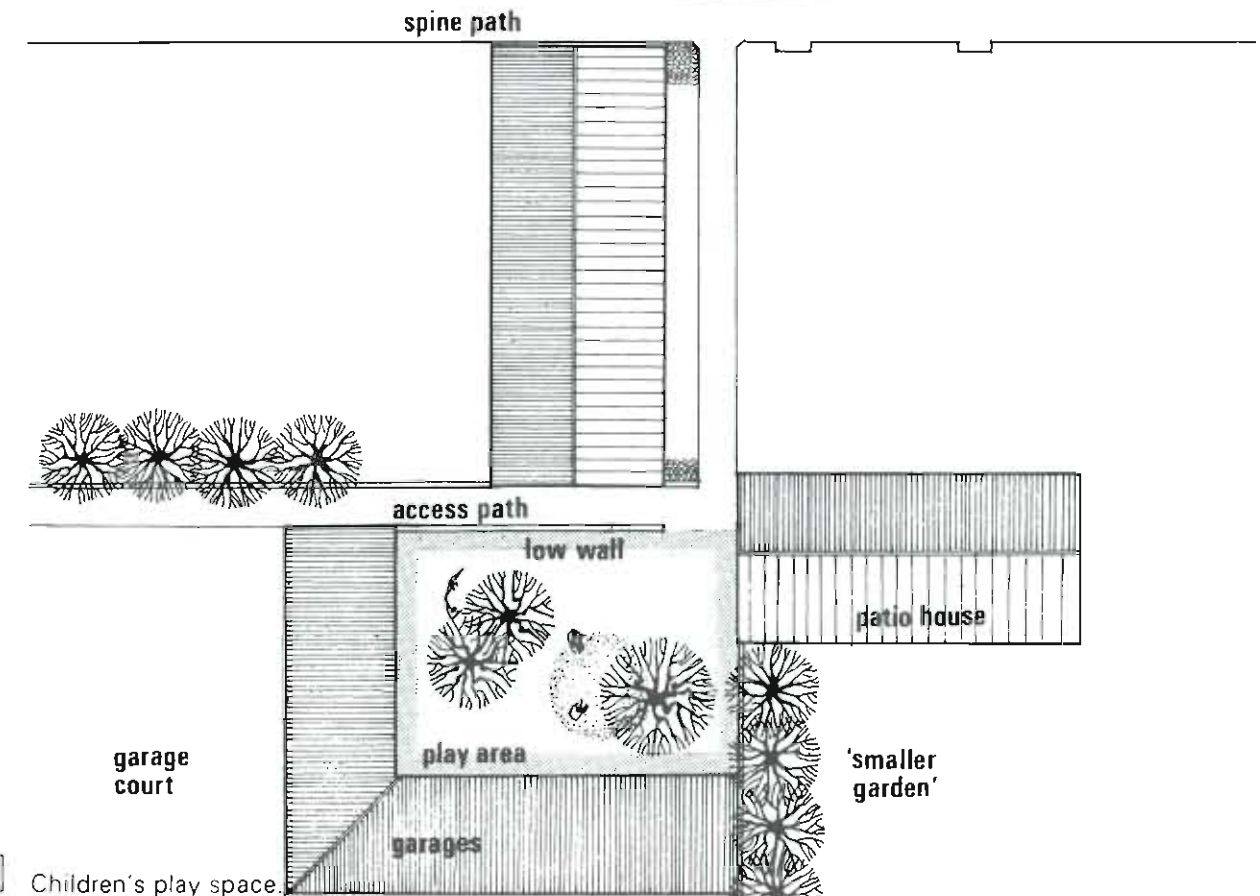 spine path
access path
low wall
patio house
play area
garage
court
'smaller
garden'
garages
Children's play space.